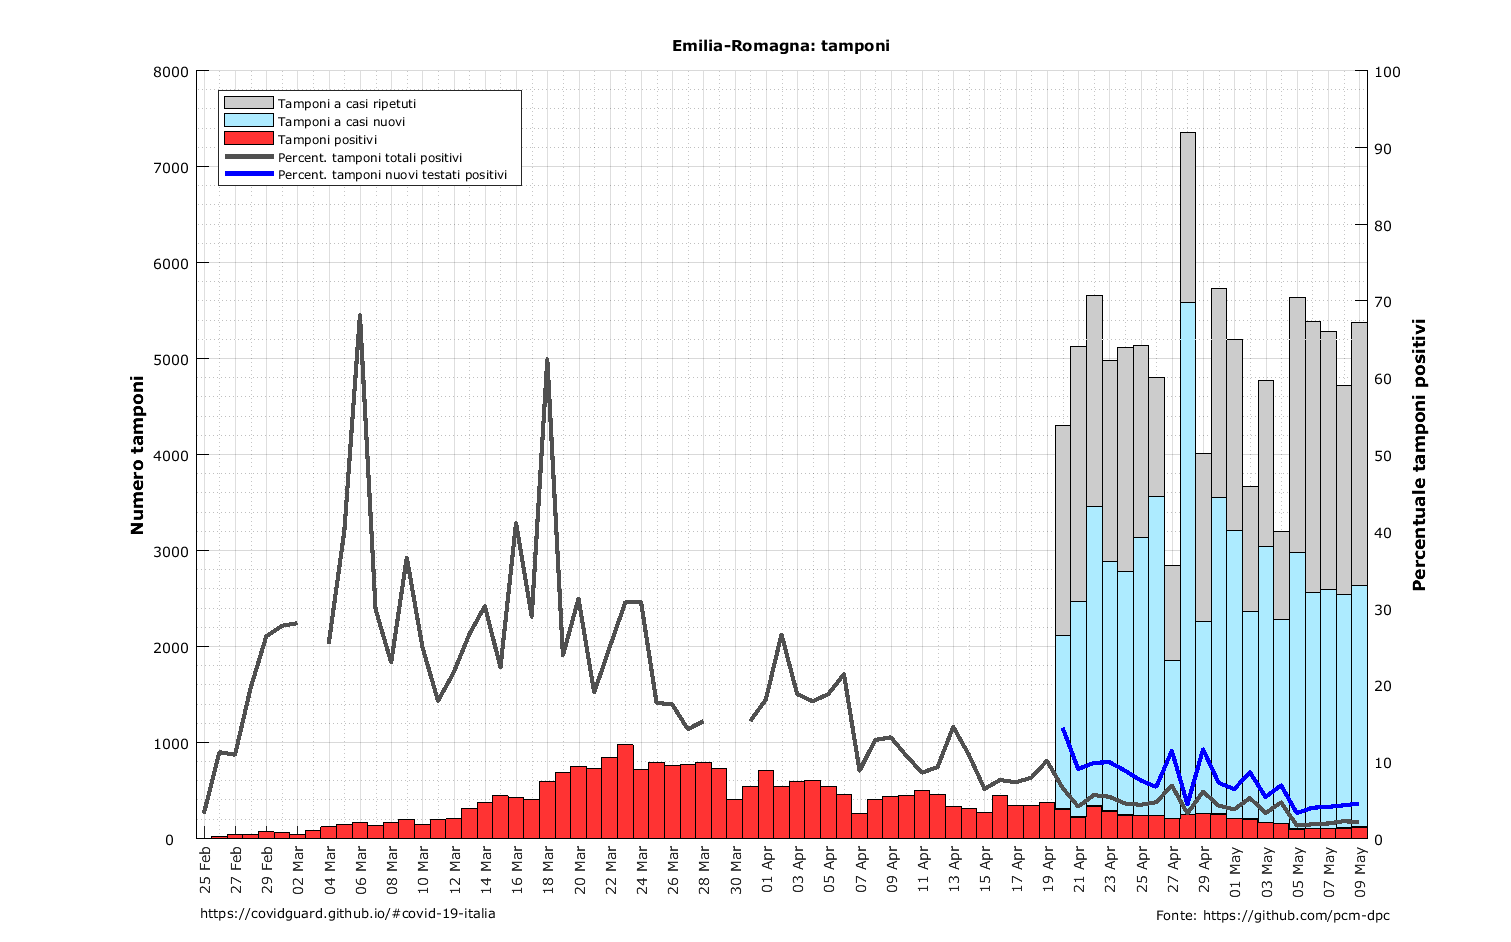 Emilia-Romagna: tamponi
8000
7000
6000
5000
4000
3000
2000
1000
0
Numero tamponi
Tamponi a casi ripetuti
Tamponi a casi nuovi
Tamponi positivi
Percent. tamponi totali positivi
Percent. tamponi nuovi testati positivi
100
90
80
70
60
50
40
30
20
10
0
Percentuale tamponi positivi
25 Feb
27 Feb
29 Feb
02 Mar
04 Mar
06 Mar
08 Mar
10 Mar
12 Mar
14 Mar
16 Mar
18 Mar
20 Mar
22 Mar
24 Mar
26 Mar
28 Mar
30 Mar
01 Apr
03 Apr
05 Apr
07 Apr
09 Apr
11 Apr
13 Apr
15 Apr
17 Apr
19 Apr
21 Apr
23 Apr
25 Apr
27 Apr
29 Apr
01 May
03 May
05 May
07 May
09 May
https://covidguard.github.io/#covid-19-italia
Fonte: https://github.com/pcm-dpc